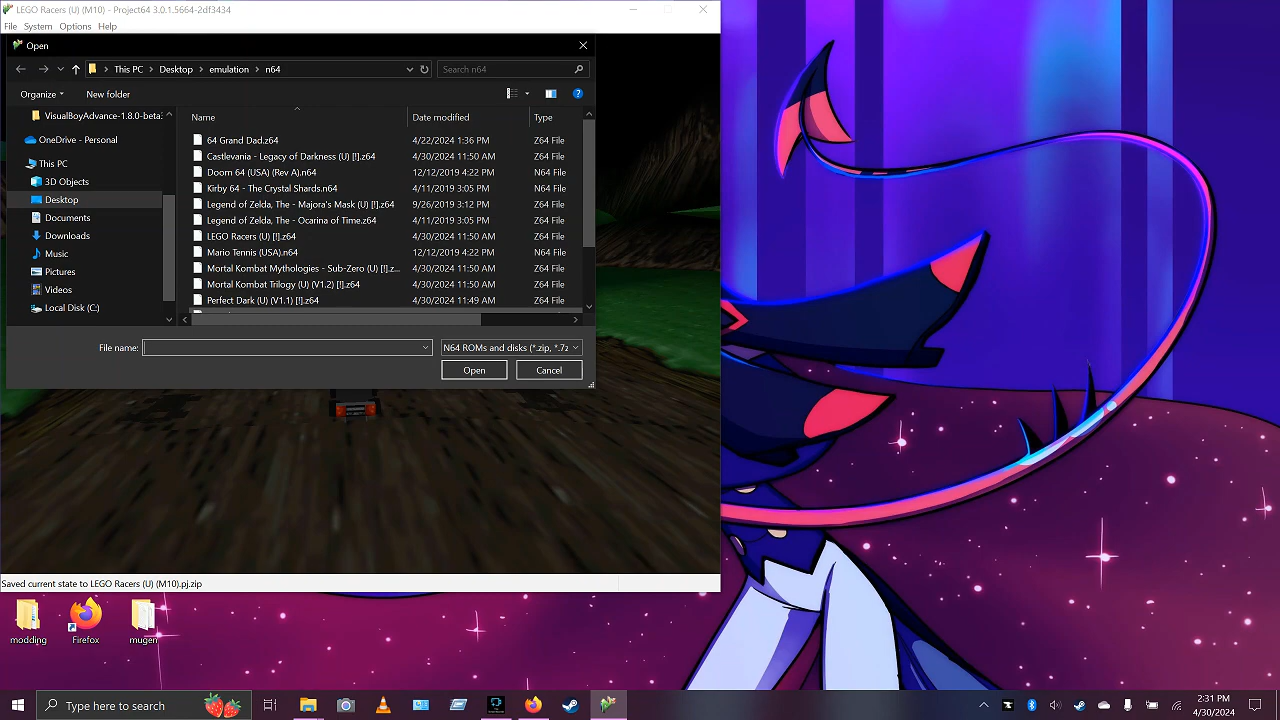 LEGO Racers (U) (M10) - Project64 3.0.1.5664-2df3434
File System Options Help
Open
This PC > Desktop > emulation > n64
Search n64
Organize New folder
Name Date modified Type
VisualBoyAdvance-1.8.0-beta
OneDrive - Personal
This PC
3D Objects
Desktop
Documents
Downloads
Music
Pictures
Videos
Local Disk (C:)
64 Grand Dad.z64 4/22/2024 1:36 PM Z64 File
Castlevania - Legacy of Darkness (U) [!].z64 4/30/2024 11:50 AM Z64 File
Doom 64 (USA) (Rev A).n64 12/12/2019 4:22 PM N64 File
Kirby 64 - The Crystal Shards.n64 4/11/2019 3:05 PM N64 File
Legend of Zelda, The - Majora's Mask (U) [!].z64 9/26/2019 3:12 PM Z64 File
Legend of Zelda, The - Ocarina of Time.z64 4/11/2019 3:05 PM Z64 File
LEGO Racers (U) [!].z64 4/30/2024 11:50 AM Z64 File
Mario Tennis (USA).n64 12/12/2019 4:22 PM N64 File
Mortal Kombat Mythologies - Sub-Zero (U) [!].z... 4/30/2024 11:50 AM Z64 File
Mortal Kombat Trilogy (U) (V1.2) [!].z64 4/30/2024 11:50 AM Z64 File
Perfect Dark (U) (V1.1) [!].z64 4/30/2024 11:49 AM Z64 File
File name:
N64 ROMs and disks (*.zip, *.7z
Open Cancel
Saved current state to LEGO Racers (U) (M10).pj.zip
modding Firefox mugen
Type here to search
2:31 PM
4/30/2024